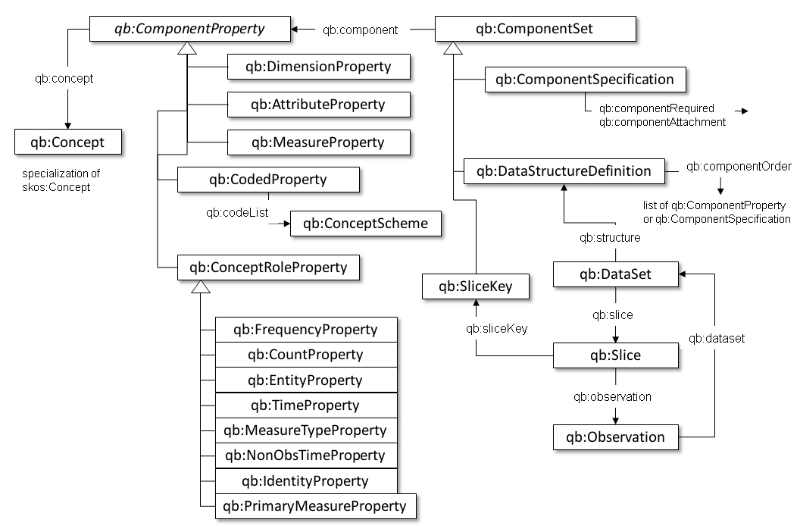 qb:ComponentProperty
qb:component
qb:ComponentSet
qb:concept
qb:DimensionProperty
qb:ComponentSpecification
qb:AttributeProperty
qb:componentRequired
qb:componentAttachment
qb:Concept
qb:MeasureProperty
specialization of
skos:Concept
qb:CodedProperty
qb:DataStructureDefinition
qb:componentOrder
qb:codeList
list of qb:ComponentProperty
or qb:ComponentSpecification
qb:ConceptScheme
qb:structure
qb:ConceptRoleProperty
qb:DataSet
qb:SliceKey
qb:slice
qb:FrequencyProperty
qb:sliceKey
qb:dataset
qb:CountProperty
qb:Slice
qb:EntityProperty
qb:observation
qb:TimeProperty
qb:MeasureTypeProperty
qb:Observation
qb:NonObsTimeProperty
qb:IdentityProperty
qb:PrimaryMeasureProperty